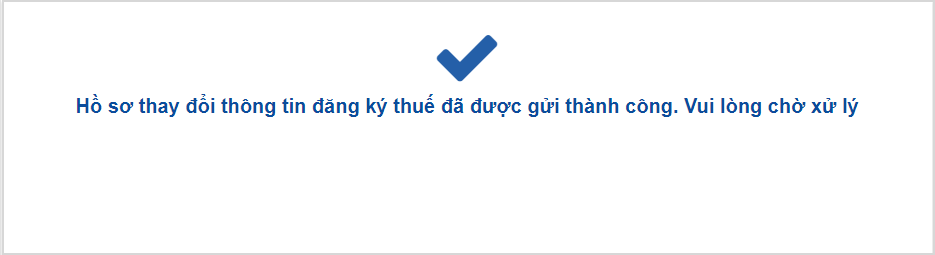 Hồ sơ thay đổi thông tin đăng ký thuế đã được gửi thành công. Vui lòng chờ xử lý